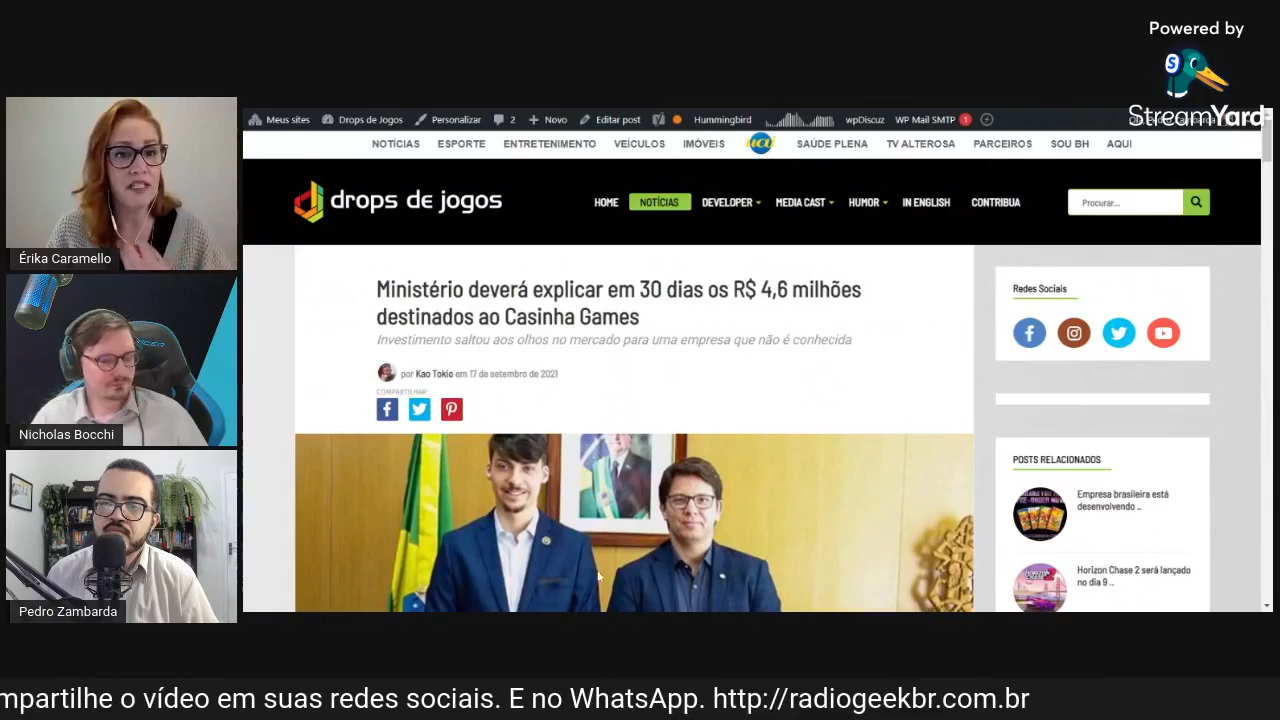 Powered by
StreamYard
Meus sites
Drops de Jogos
Personalizar
2
Novo
Editar post
Hummingbird
wpDiscuz
WP Mail SMTP 1
NOTÍCIAS
ESPORTE
ENTRETENIMENTO
VEÍCULOS
IMÓVEIS
uai
SAÚDE PLENA
TV ALTEROSA
PARCEIROS
SOU BH
AQUI
drops de jogos
HOME
NOTÍCIAS
DEVELOPER
MEDIA CAST
HUMOR
IN ENGLISH
CONTRIBUA
Procurar...
Ministério deverá explicar em 30 dias os R$ 4,6 milhões
destinados ao Casinha Games
Investimento saltou aos olhos no mercado para uma empresa que não é conhecida
por Kao Tokio em 17 de setembro de 2021
COMPARTILHAR:
Redes Sociais
POSTS RELACIONADOS
Empresa brasileira está
desenvolvendo ..
Horizon Chase 2 será lançado
no dia 9 ..
Érika Caramello
Nicholas Bocchi
Pedro Zambarda
mpartilhe o vídeo em suas redes sociais. E no WhatsApp. http://radiogeekbr.com.br